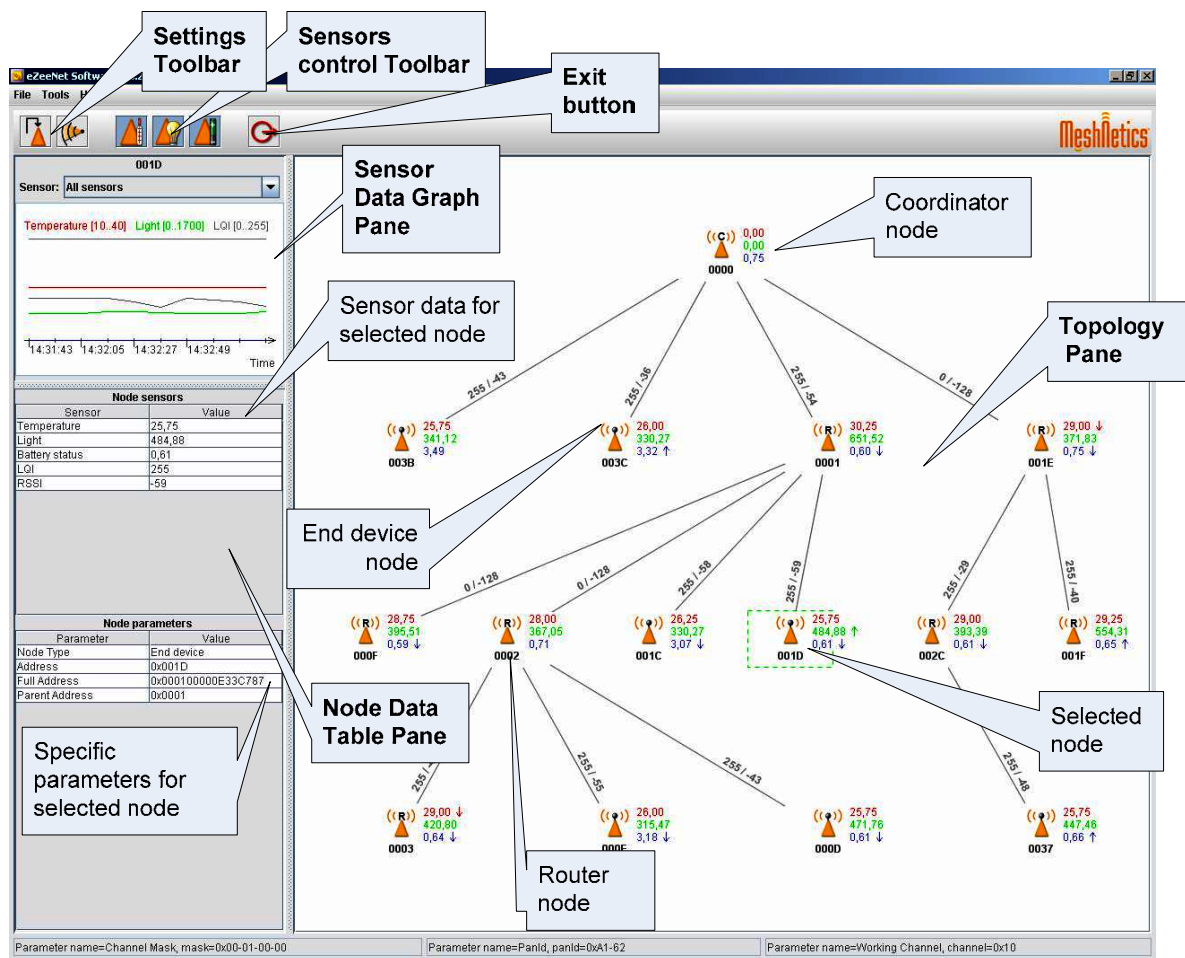 Settings
Toolbar
Sensors
control Toolbar
Exit
button
eZeeNet
File Tools
MeshNetics
001D
Sensor: All sensors
Temperature [10..40] Light [0..1700] LQI [0..255]
14:31:43 14:32:05 14:32:27 14:32:49
Time
Sensor
Data Graph
Pane
Sensor data for
selected node
Coordinator
node
Topology
Pane
(C) 0,00
0,00
0,75
0000
255 / -43
255 / -36
255 / -54
0 / -128
25,75
341,12
3,49
003B
26,00
330,27
3,32 ↑
003C
(R) 30,25
651,52
0,60 ↓
0001
(R) 29,00 ↓
371,83
0,75 ↓
001E
Node sensors
Sensor Value
Temperature 25,75
Light 484,88
Battery status 0,61
LQI 255
RSSI -59
End device
node
0 / -128
0 / -128
255 / -58
255 / -59
255 / -29
255 / -40
(R) 28,75
395,51
0,59 ↓
000F
(R) 28,00
367,05
0,71
0002
26,25
330,27
3,07 ↓
001C
25,75
484,88 ↑
0,61 ↓
001D
(R) 29,00
393,39
0,61 ↓
002C
(R) 29,25
554,31
0,65 ↑
001F
Node parameters
Parameter Value
Node Type End device
Address 0x001D
Full Address 0x000100000E33C787
Parent Address 0x0001
Node Data
Table Pane
Specific
parameters for
selected node
Selected
node
255 /
255 / -55
255 / -43
255 / -48
(R) 29,00 ↓
420,80
0,64 ↓
0003
26,00
315,47
3,18 ↓
25,75
471,76
0,61 ↓
000D
25,75
447,46
0,66 ↑
0037
Router
node
Parameter name=Channel Mask, mask=0x00-01-00-00
Parameter name=PanId, panId=0xA1-62
Parameter name=Working Channel, channel=0x10